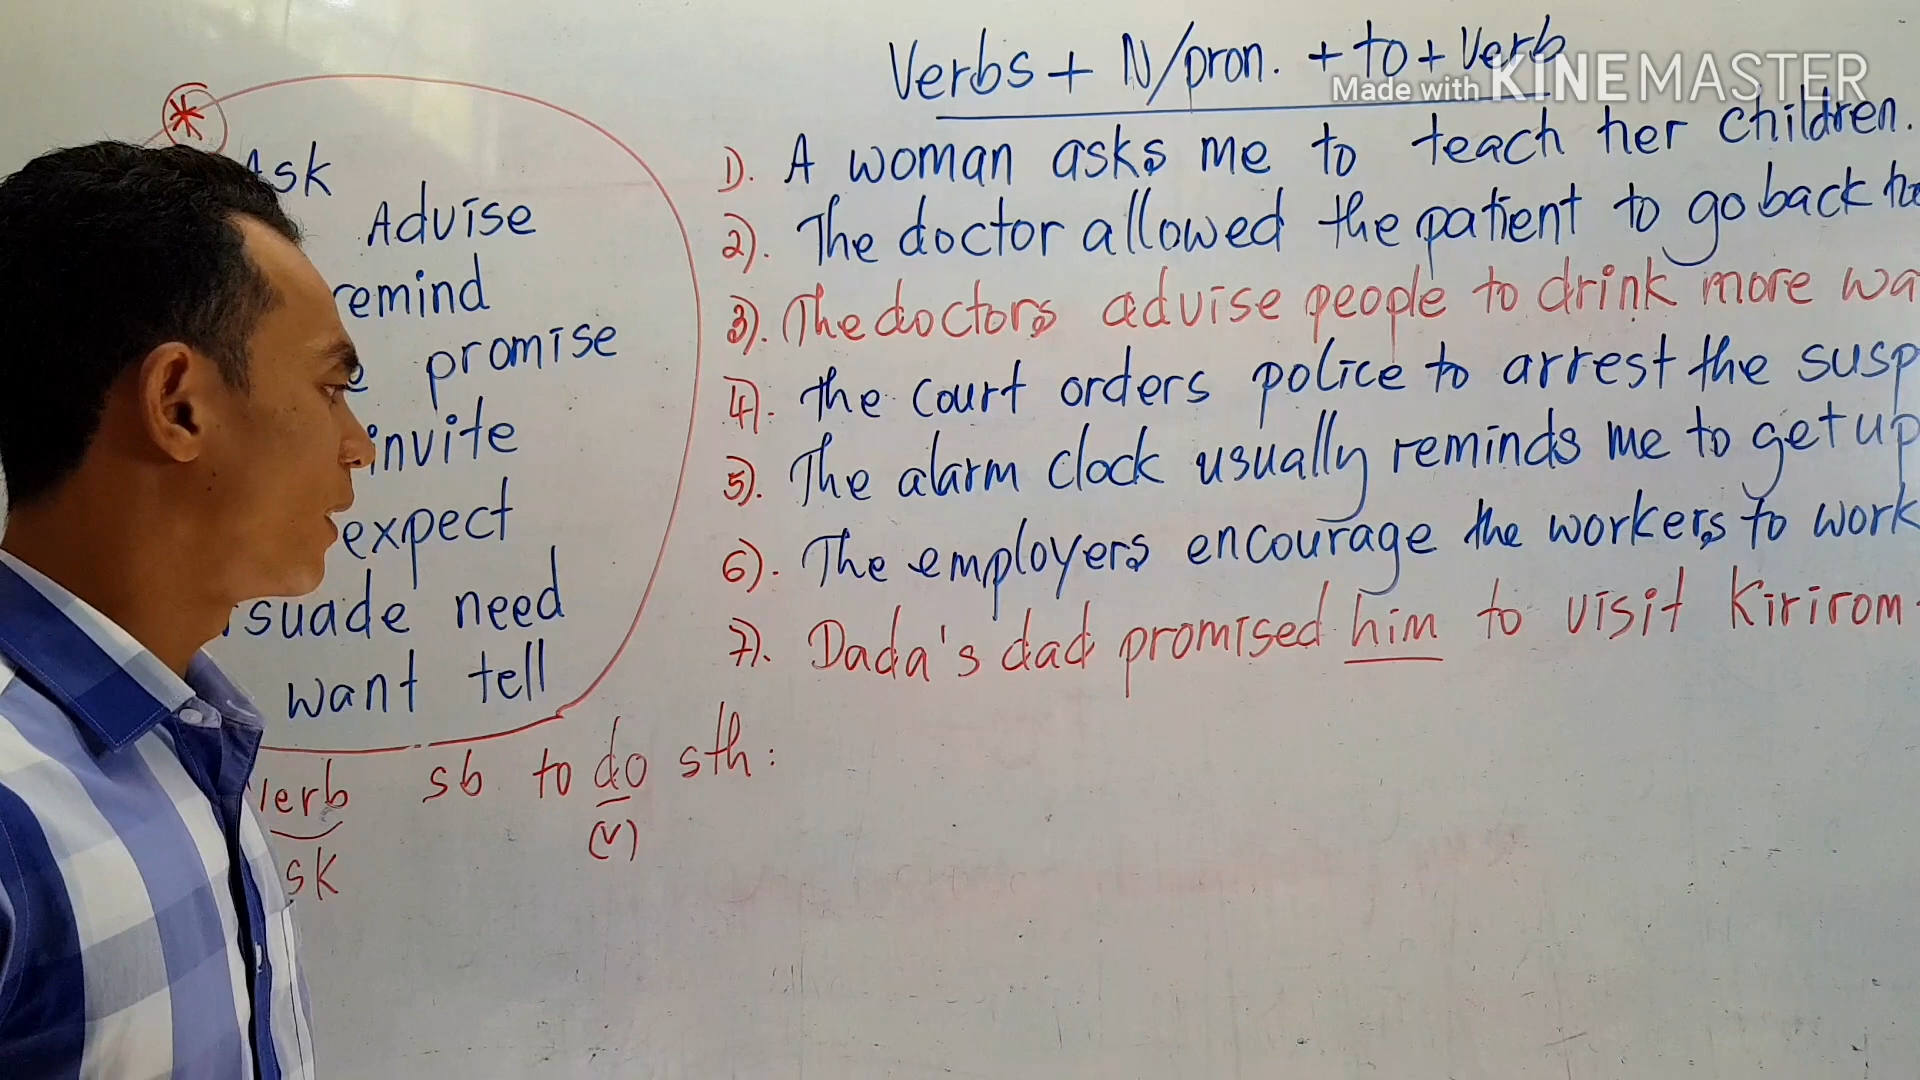 Verbs + N/pron. + to + Verb
Made with KINEMASTER
1). A woman asks me to teach her children.
2). The doctor allowed the patient to go back
3). The doctors advise people to drink more
4). The court orders police to arrest the
5). The alarm clock usually reminds me to get up
6). The employers encourage the workers to work
7). Dada's dad promised him to visit Kirirom
*
Ask
Advise
remind
promise
invite
expect
suade need
want tell
Verb sb to do sth:
(v)
sk